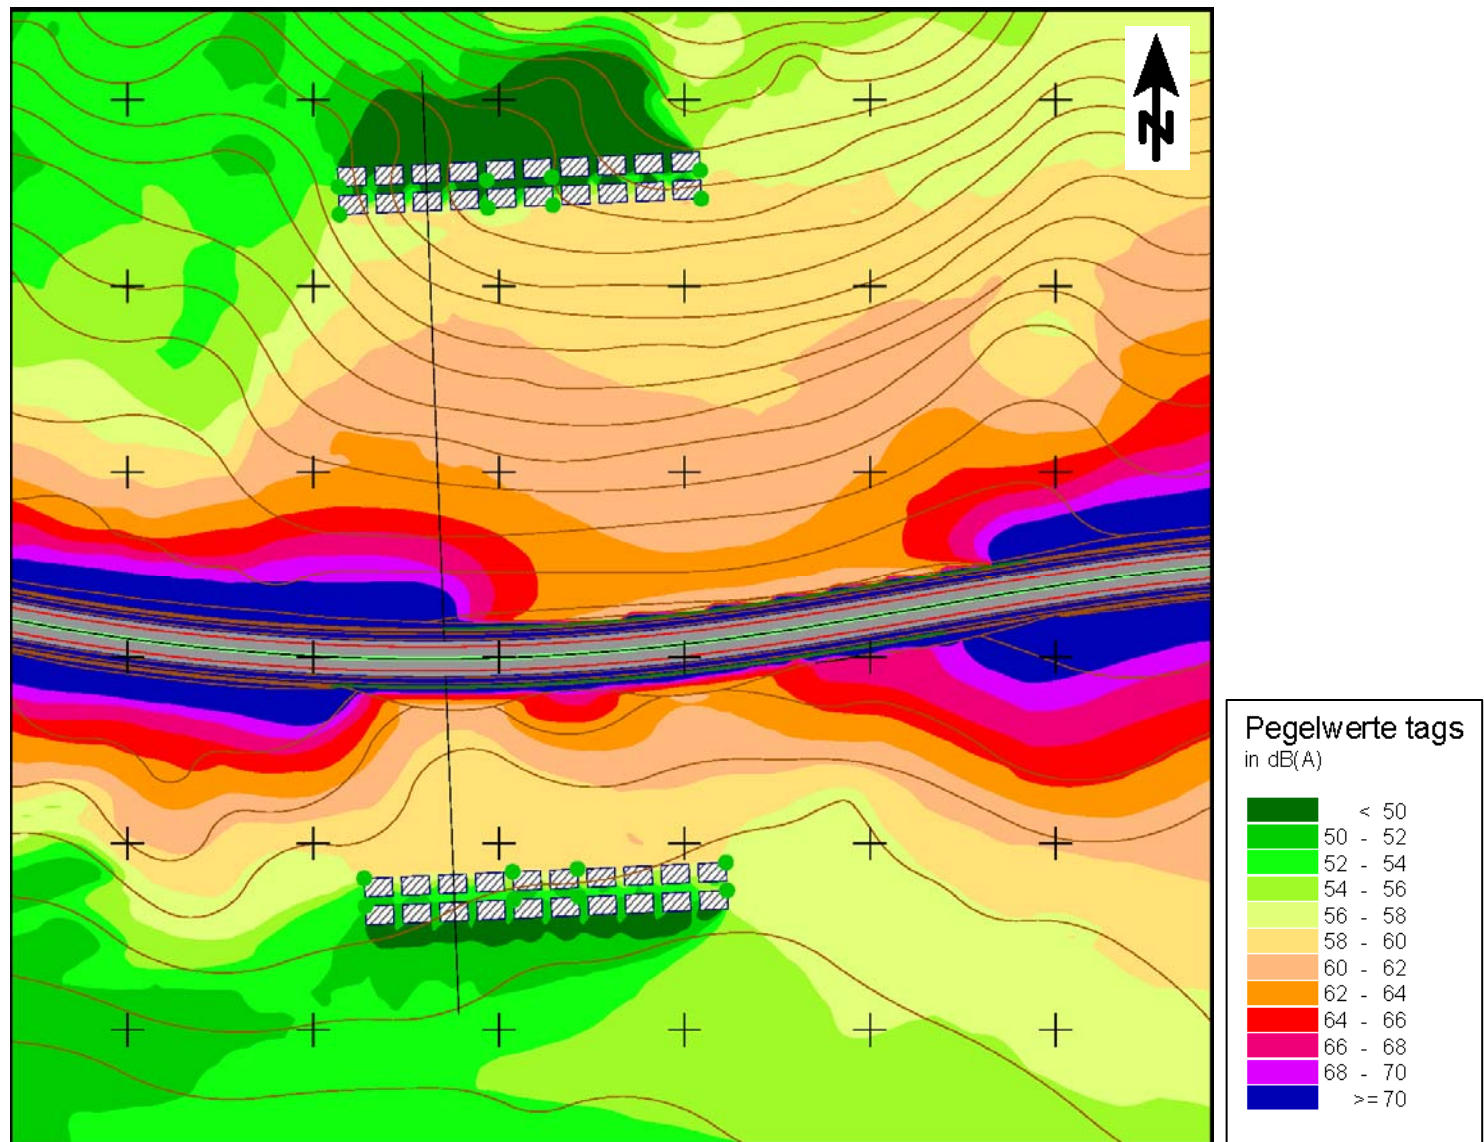 N
Pegelwerte tags
in dB(A)
< 50
50 - 52
52 - 54
54 - 56
56 - 58
58 - 60
60 - 62
62 - 64
64 - 66
66 - 68
68 - 70
>= 70